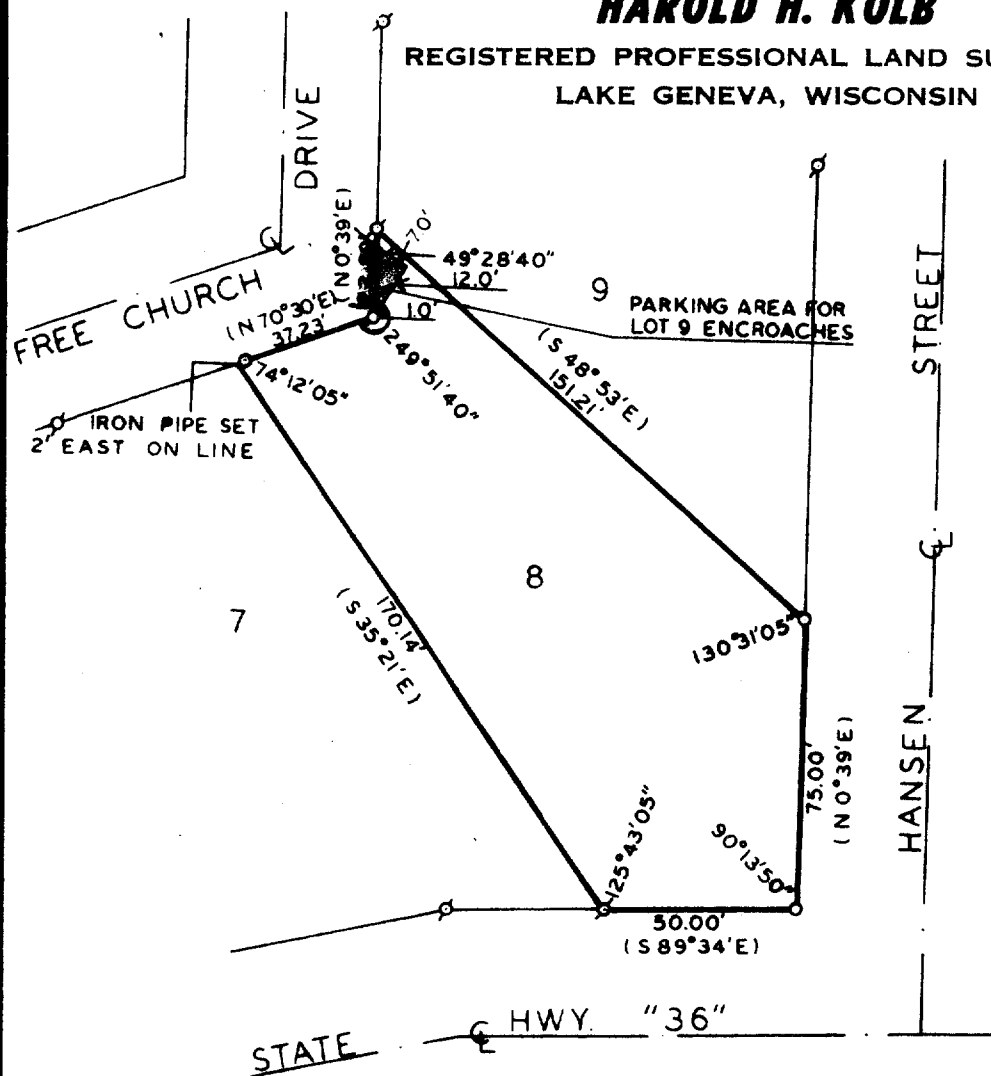 HAROLD H. KOLB
REGISTERED PROFESSIONAL LAND SU
LAKE GENEVA, WISCONSIN
DRIVE
(N 0°39'E)
7.0'
49°28'40"
12.0'
9
PARKING AREA FOR
LOT 9 ENCROACHES
FREE CHURCH
(N 70°30'E)
37.23'
1.0'
249°51'40"
74°12'05"
(S 48°53'E)
151.21'
STREET
IRON PIPE SET
2' EAST ON LINE
8
7
170.14'
(S 35°21'E)
130°31'05"
75.00'
(N 0°39'E)
HANSEN
125°43'05"
90°13'50"
50.00'
(S 89°34'E)
STATE HWY. "36"